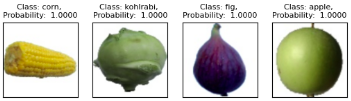 Class: corn,
Probability:  1.0000
Class: kohlrabi,
Probability:  1.0000
Class: fig,
Probability:  1.0000
Class: apple,
Probability:  1.0000